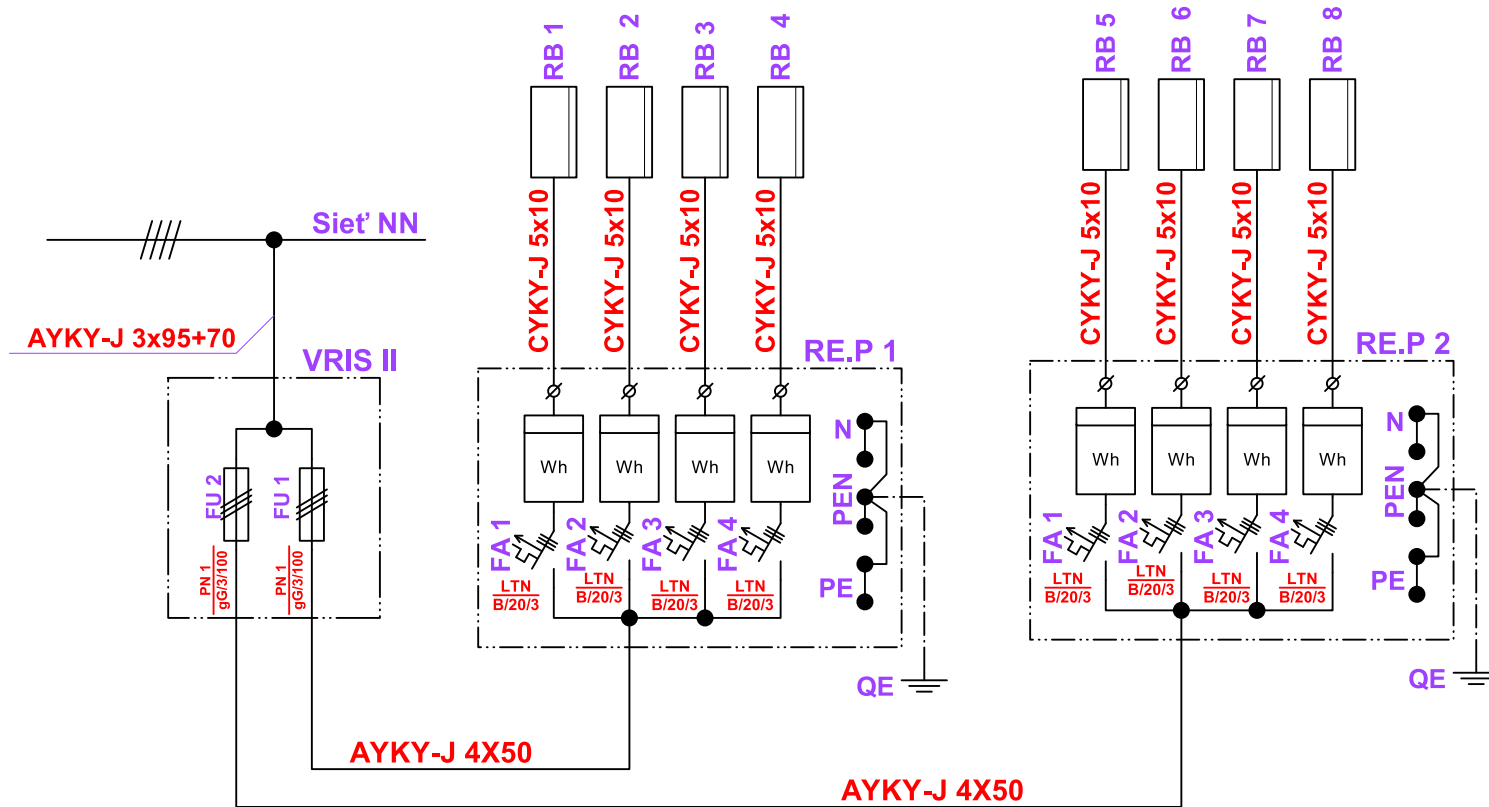 RB 1
RB 2
RB 3
RB 4
RB 5
RB 6
RB 7
RB 8
CYKY-J 5x10
CYKY-J 5x10
CYKY-J 5x10
CYKY-J 5x10
CYKY-J 5x10
CYKY-J 5x10
CYKY-J 5x10
CYKY-J 5x10
Sieť NN
AYKY-J 3x95+70
VRIS II
FU 2
FU 1
PN 1
gG/3/100
PN 1
gG/3/100
RE.P 1
Wh
Wh
Wh
Wh
N
PEN
PE
FA 1
FA 2
FA 3
FA 4
LTN
B/20/3
LTN
B/20/3
LTN
B/20/3
LTN
B/20/3
QE
RE.P 2
Wh
Wh
Wh
Wh
N
PEN
PE
FA 1
FA 2
FA 3
FA 4
LTN
B/20/3
LTN
B/20/3
LTN
B/20/3
LTN
B/20/3
QE
AYKY-J 4X50
AYKY-J 4X50